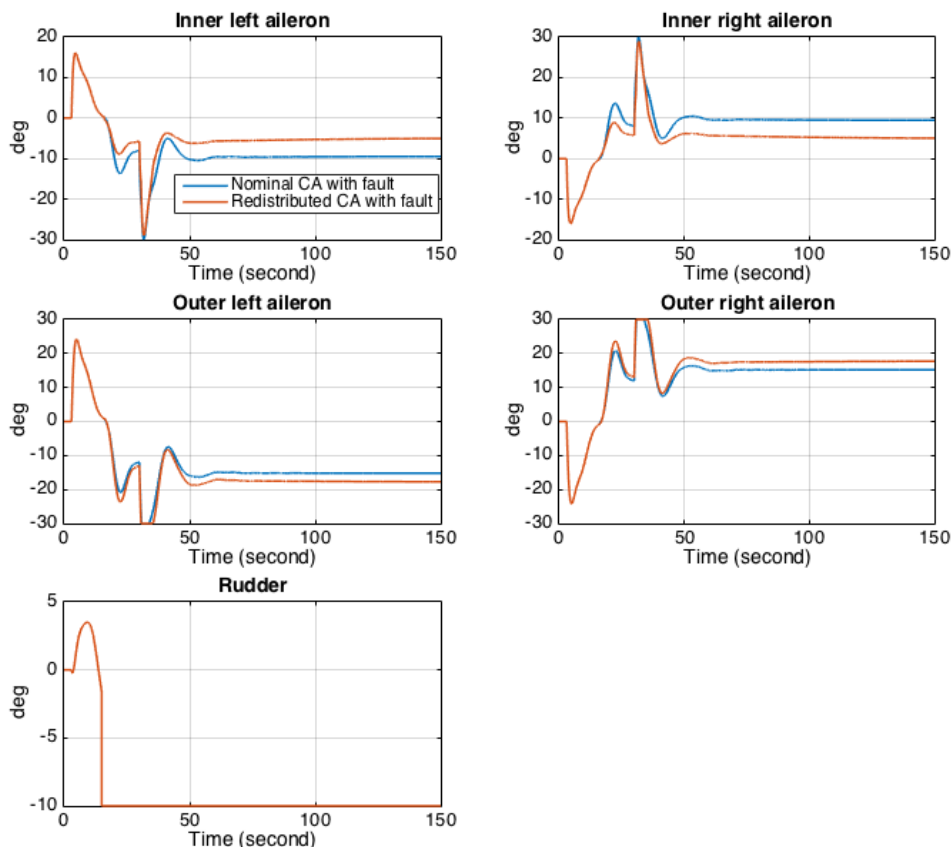 Inner left aileron
20
10
0
-10
-20
-30
deg
0
50
100
150
Time (second)
Nominal CA with fault
Redistributed CA with fault
Inner right aileron
30
20
10
0
-10
-20
deg
0
50
100
150
Time (second)
Outer left aileron
30
20
10
0
-10
-20
-30
deg
0
50
100
150
Time (second)
Outer right aileron
30
20
10
0
-10
-20
-30
deg
0
50
100
150
Time (second)
Rudder
5
0
-5
-10
deg
0
50
100
150
Time (second)